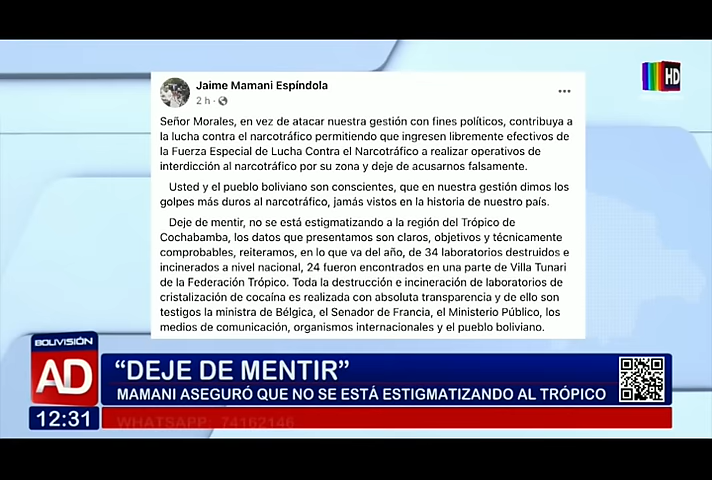 HD
Jaime Mamani Espíndola
2 h ·
Señor Morales, en vez de atacar nuestra gestión con fines políticos, contribuya a
la lucha contra el narcotráfico permitiendo que ingresen libremente efectivos de
la Fuerza Especial de Lucha Contra el Narcotráfico a realizar operativos de
interdicción al narcotráfico por su zona y deje de acusarnos falsamente.
Usted y el pueblo boliviano son conscientes, que en nuestra gestión dimos los
golpes más duros al narcotráfico, jamás vistos en la historia de nuestro país.
Deje de mentir, no se está estigmatizando a la región del Trópico de
Cochabamba, los datos que presentamos son claros, objetivos y técnicamente
comprobables, reiteramos, en lo que va del año, de 34 laboratorios destruidos e
incinerados a nivel nacional, 24 fueron encontrados en una parte de Villa Tunari
de la Federación Trópico. Toda la destrucción e incineración de laboratorios de
cristalización de cocaína es realizada con absoluta transparencia y de ello son
testigos la ministra de Bélgica, el Senador de Francia, el Ministerio Público, los
medios de comunicación, organismos internacionales y el pueblo boliviano.
BOLIVISIÓN
AD
"DEJE DE MENTIR"
MAMANI ASEGURÓ QUE NO SE ESTÁ ESTIGMATIZANDO AL TRÓPICO
12:31
WHATSAPP: 74162146